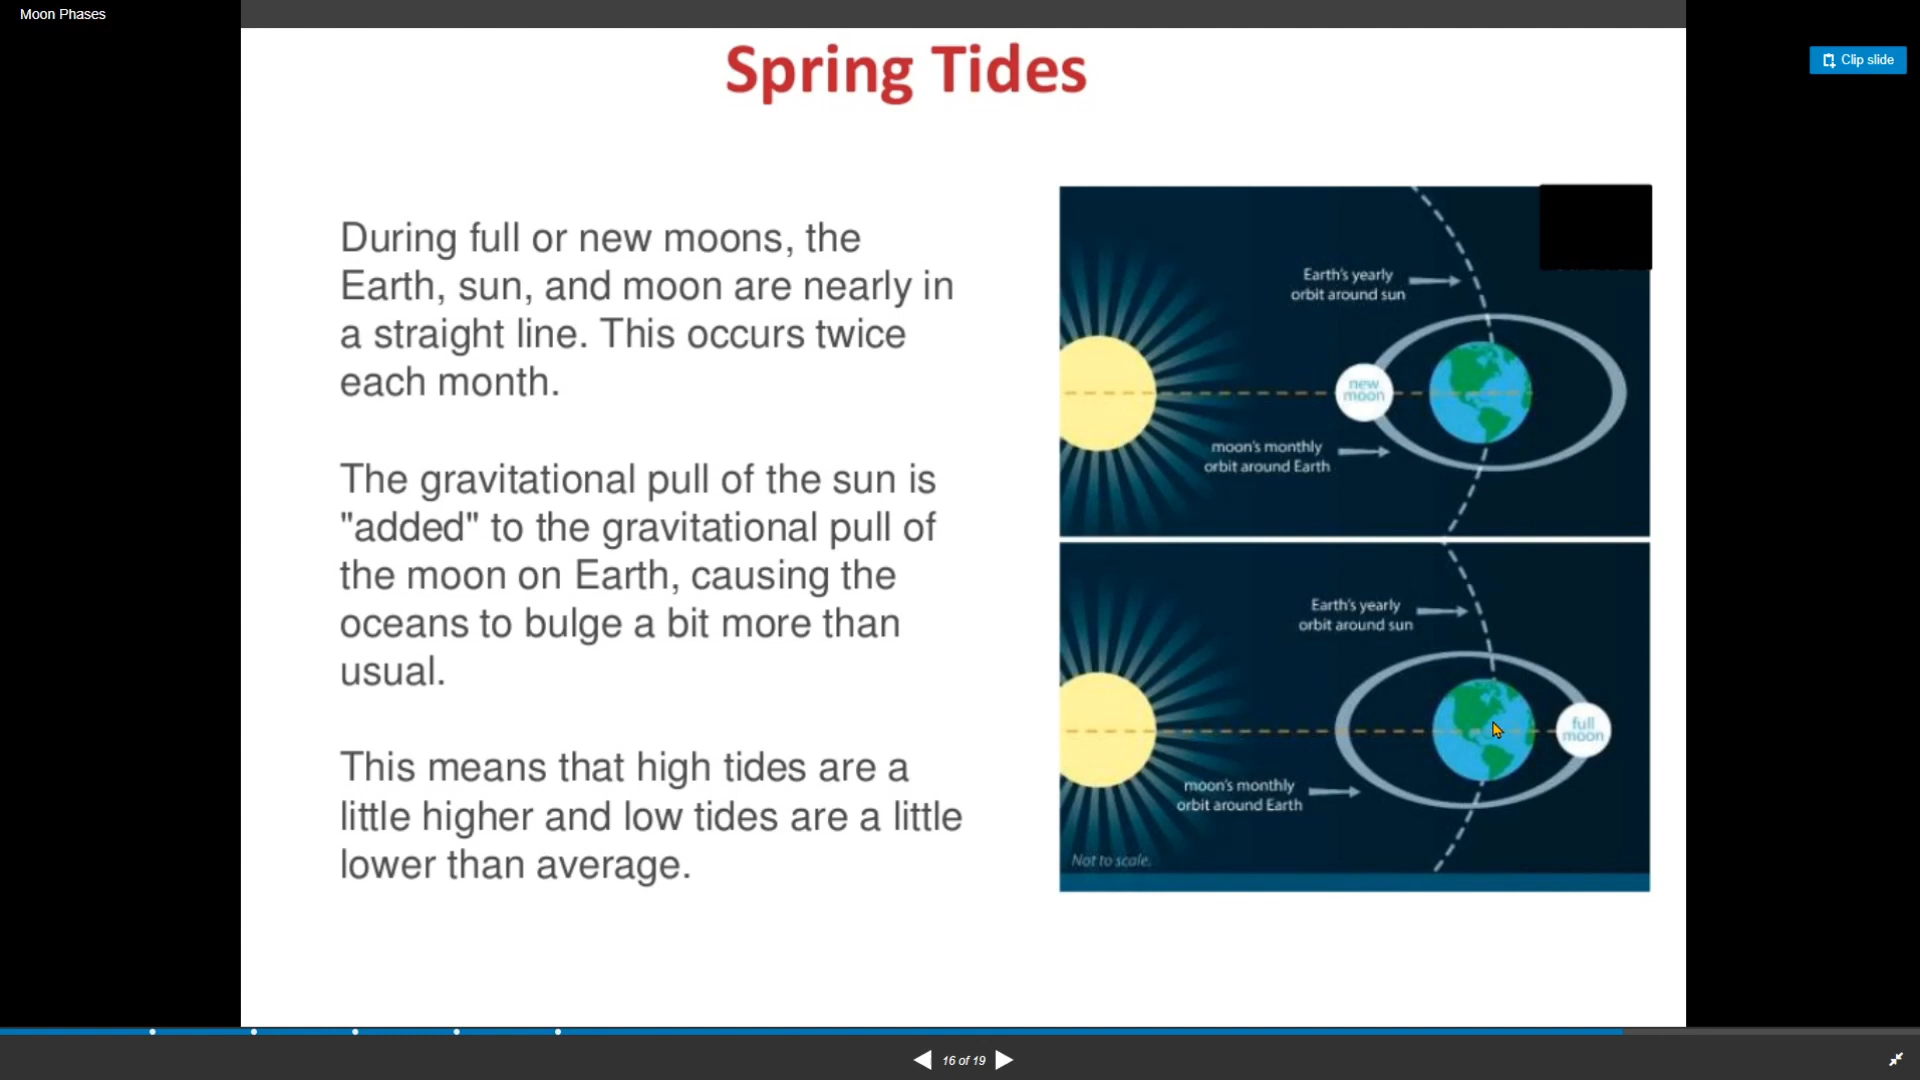 Moon Phases
Clip slide
Spring Tides
During full or new moons, the
Earth, sun, and moon are nearly in
a straight line. This occurs twice
each month.
The gravitational pull of the sun is
"added" to the gravitational pull of
the moon on Earth, causing the
oceans to bulge a bit more than
usual.
This means that high tides are a
little higher and low tides are a little
lower than average.
Earth's yearly
orbit around sun
new
moon
moon's monthly
orbit around Earth
Earth's yearly
orbit around sun
full
moon
moon's monthly
orbit around Earth
Not to scale.
16 of 19